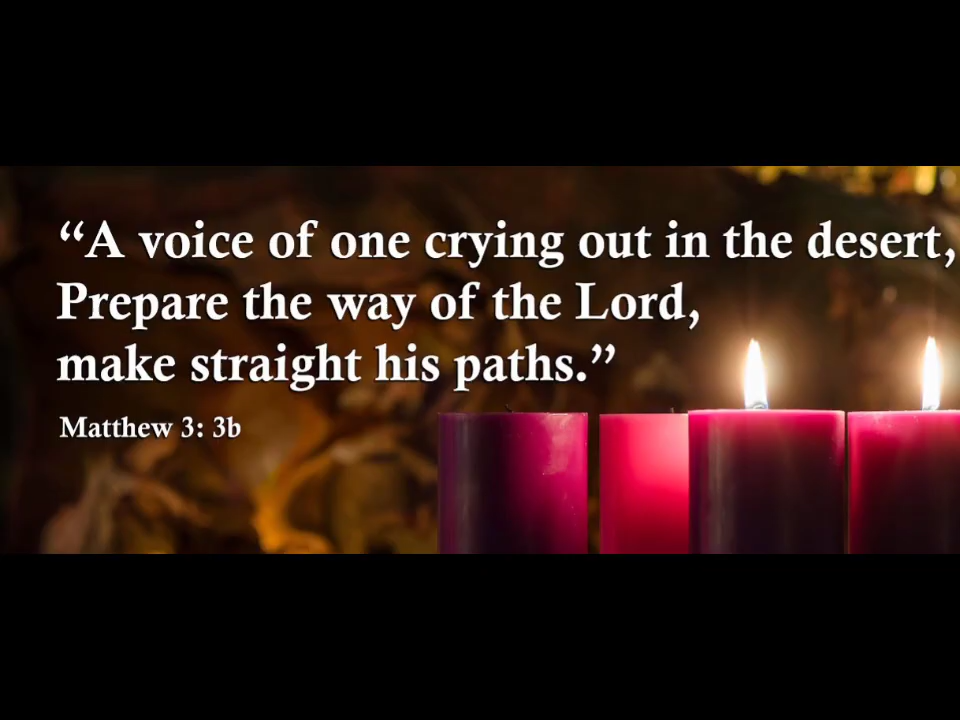 “A voice of one crying out in the desert,
Prepare the way of the Lord,
make straight his paths.”
Matthew 3: 3b